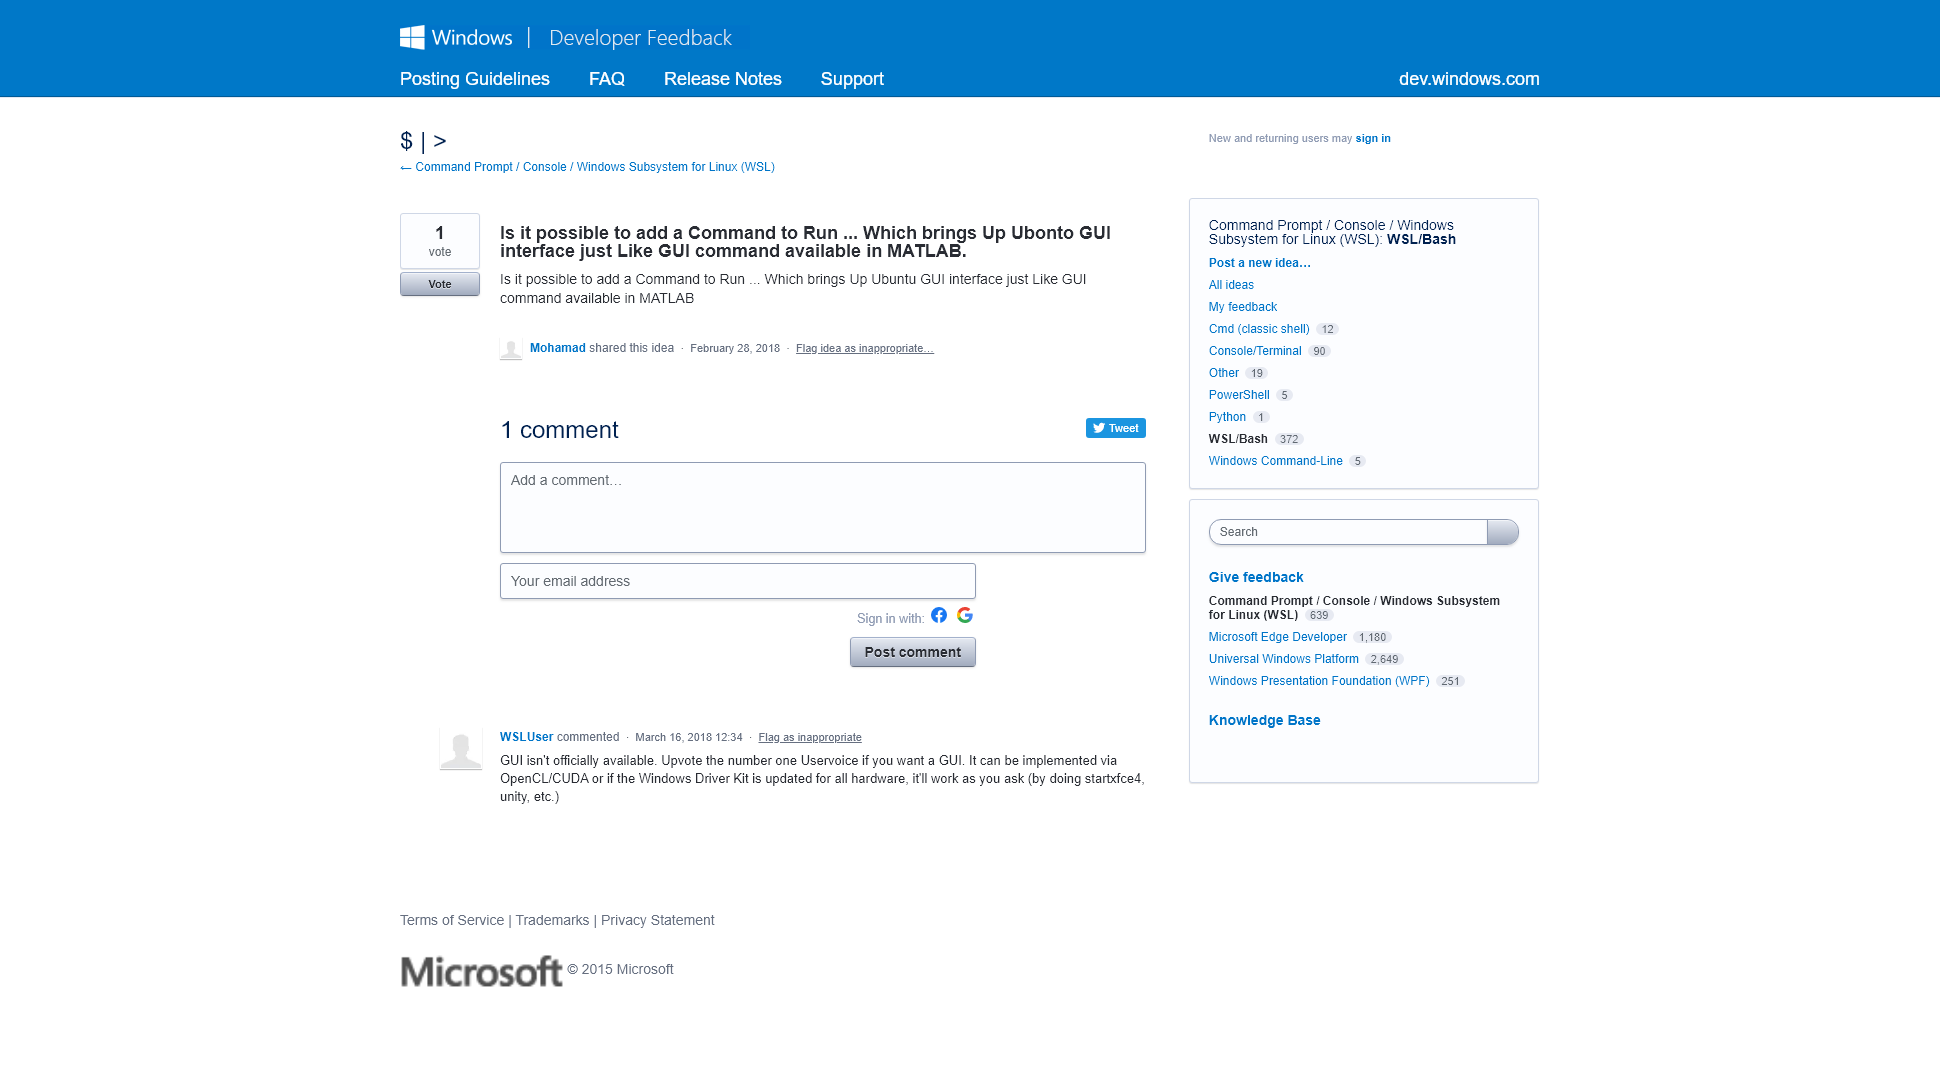 Windows | Developer Feedback
Posting Guidelines FAQ Release Notes Support dev.windows.com
$ | >
← Command Prompt / Console / Windows Subsystem for Linux (WSL)
1
vote
Vote
Is it possible to add a Command to Run ... Which brings Up Ubonto GUI
interface just Like GUI command available in MATLAB.
Is it possible to add a Command to Run ... Which brings Up Ubuntu GUI interface just Like GUI
command available in MATLAB
Mohamad shared this idea · February 28, 2018 · Flag idea as inappropriate…
1 comment
Tweet
Add a comment…
Your email address
Sign in with:
Post comment
WSLUser commented · March 16, 2018 12:34 · Flag as inappropriate
GUI isn't officially available. Upvote the number one Uservoice if you want a GUI. It can be implemented via
OpenCL/CUDA or if the Windows Driver Kit is updated for all hardware, it'll work as you ask (by doing startxfce4,
unity, etc.)
New and returning users may sign in
Command Prompt / Console / Windows
Subsystem for Linux (WSL): WSL/Bash
Post a new idea…
All ideas
My feedback
Cmd (classic shell) 12
Console/Terminal 90
Other 19
PowerShell 5
Python 1
WSL/Bash 372
Windows Command-Line 5
Search
Give feedback
Command Prompt / Console / Windows Subsystem
for Linux (WSL) 639
Microsoft Edge Developer 1,180
Universal Windows Platform 2,649
Windows Presentation Foundation (WPF) 251
Knowledge Base
Terms of Service | Trademarks | Privacy Statement
Microsoft © 2015 Microsoft